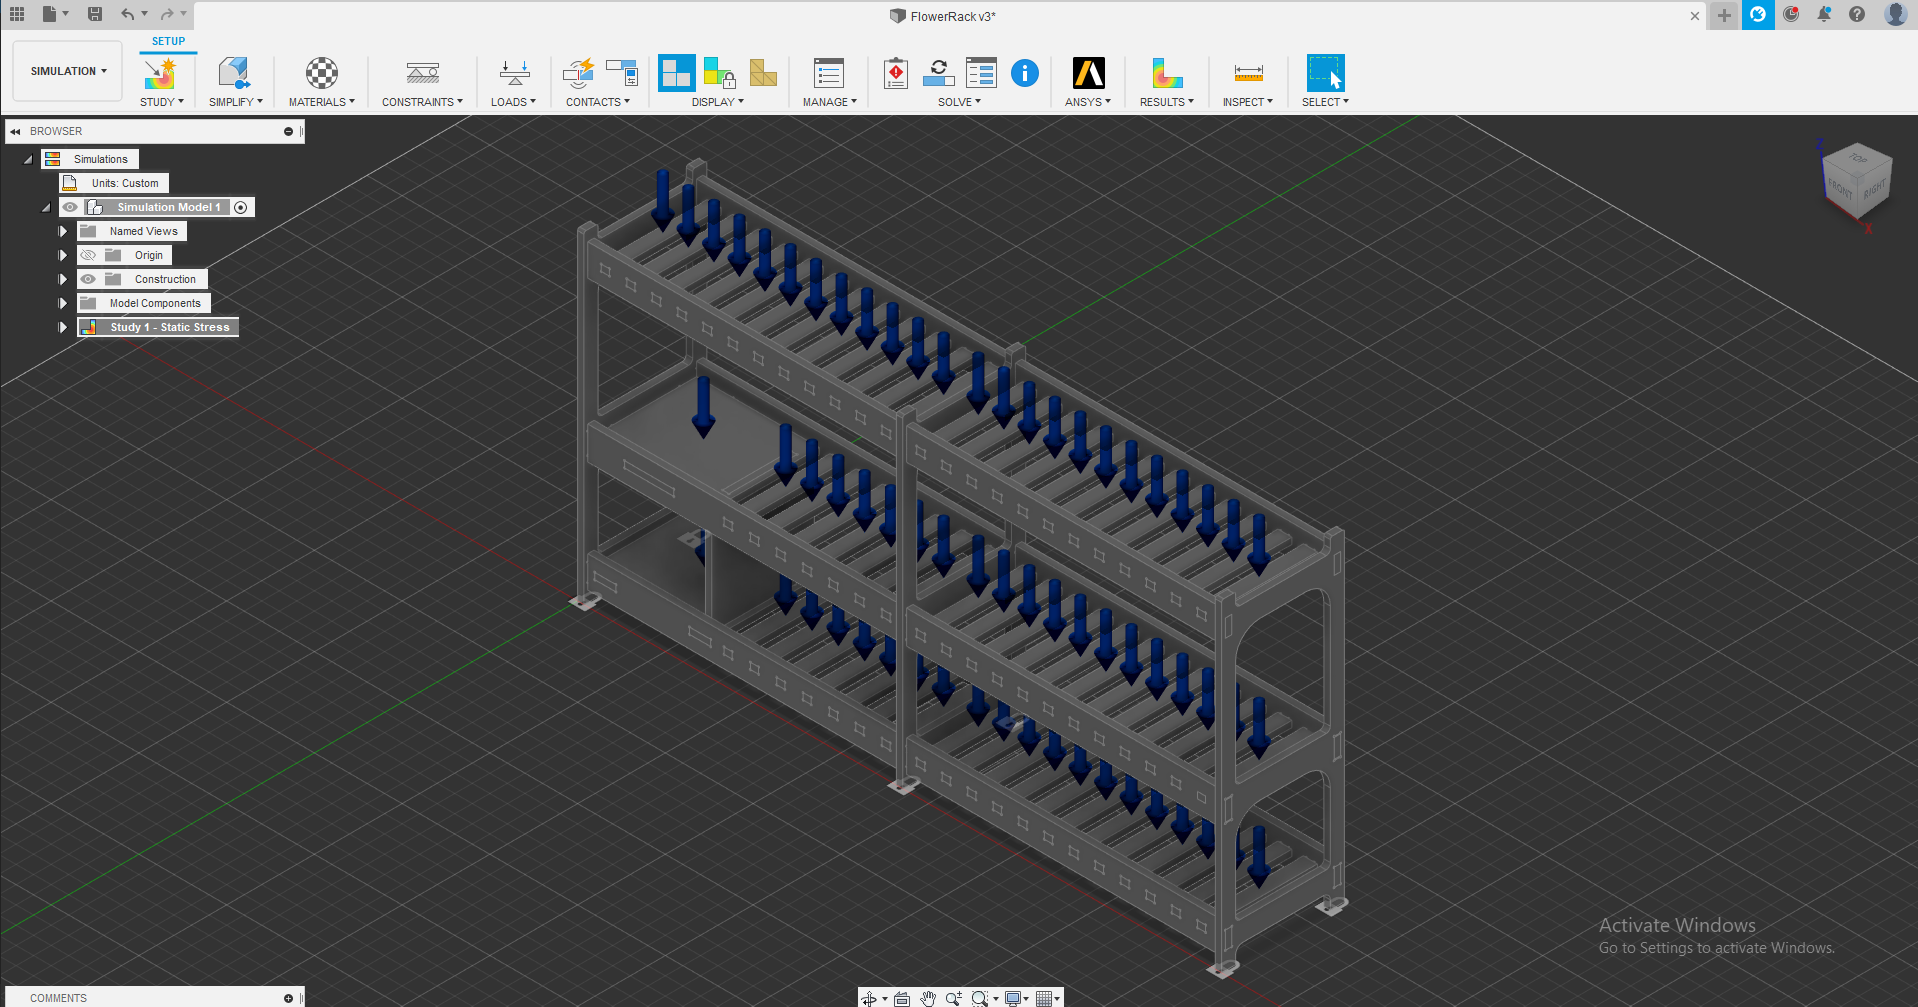 FlowerRack v3*
SETUP
SIMULATION
STUDY
SIMPLIFY
MATERIALS
CONSTRAINTS
LOADS
CONTACTS
DISPLAY
MANAGE
SOLVE
ANSYS
RESULTS
INSPECT
SELECT
BROWSER
Simulations
Units: Custom
Simulation Model 1
Named Views
Origin
Construction
Model Components
Study 1 - Static Stress
Z
TOP
FRONT
RIGHT
X
Activate Windows
Go to Settings to activate Windows.
COMMENTS